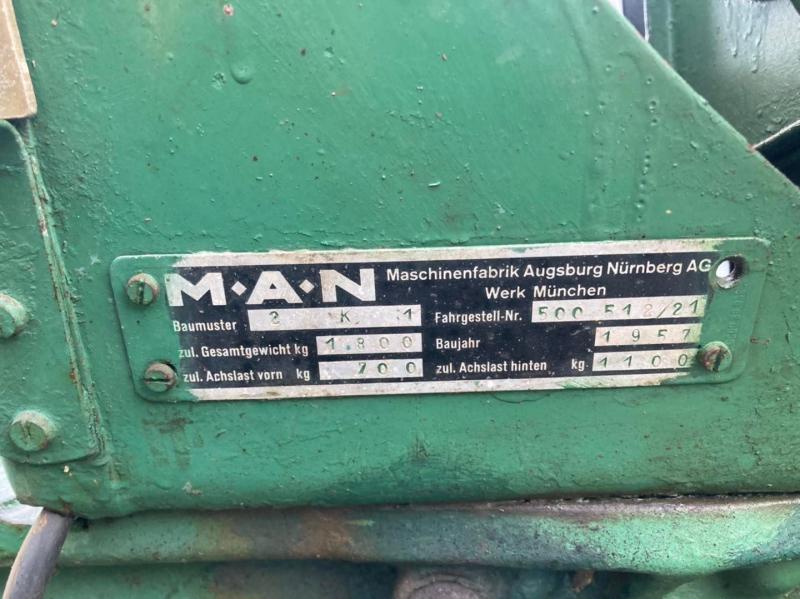 M·A·N Maschinenfabrik Augsburg Nürnberg AG
Werk München
Baumuster 2 K 1 Fahrgestell-Nr. 500 512/21
zul. Gesamtgewicht kg 1.800 Baujahr 1957
zul. Achslast vorn kg 700 zul. Achslast hinten kg. 1100